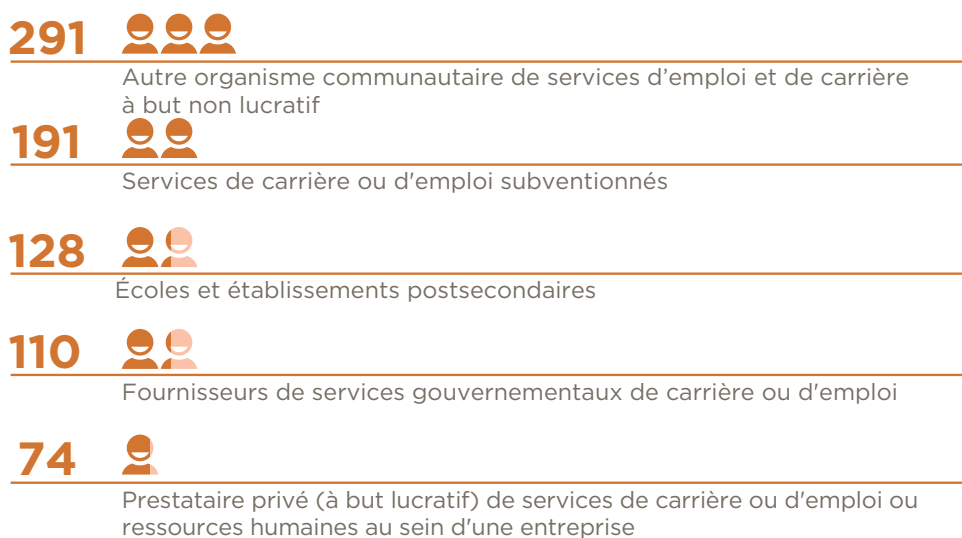 291
Autre organisme communautaire de services d’emploi et de carrière
à but non lucratif
191
Services de carrière ou d'emploi subventionnés
128
Écoles et établissements postsecondaires
110
Fournisseurs de services gouvernementaux de carrière ou d'emploi
74
Prestataire privé (à but lucratif) de services de carrière ou d'emploi ou
ressources humaines au sein d'une entreprise